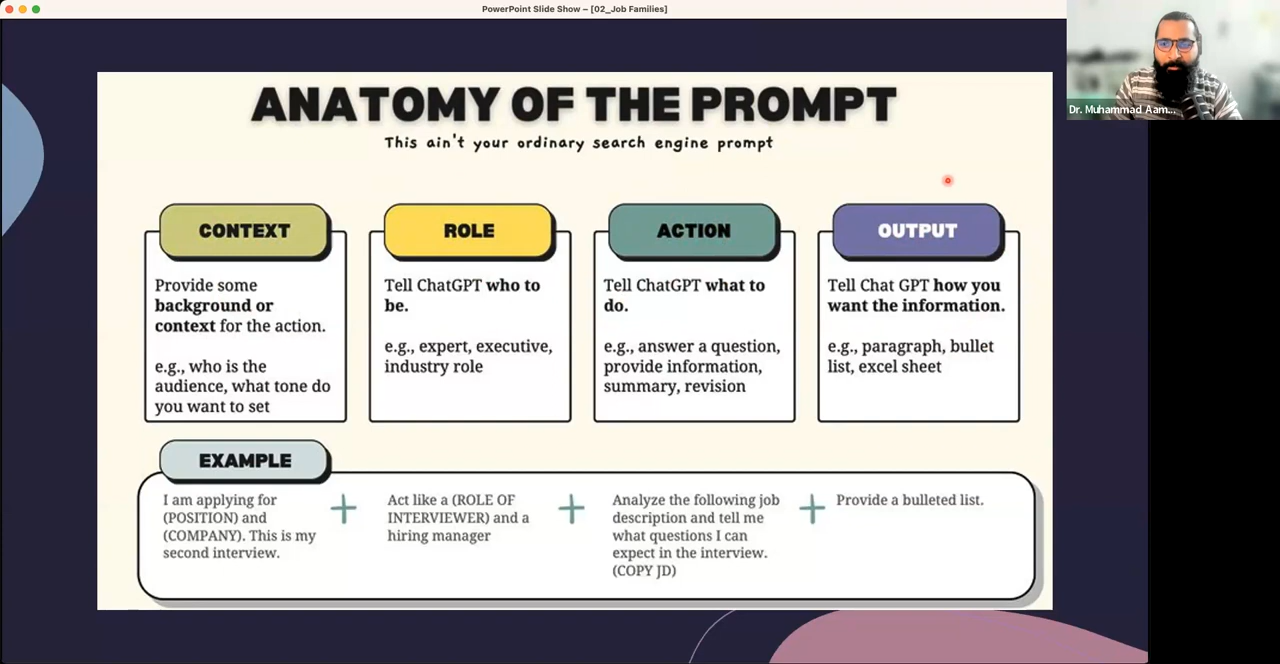 PowerPoint Slide Show – [02_Job Families]
Dr. Muhammad Aam...
ANATOMY OF THE PROMPT
This ain't your ordinary search engine prompt
CONTEXT
Provide some
background or
context for the action.
e.g., who is the
audience, what tone do
you want to set
ROLE
Tell ChatGPT who to
be.
e.g., expert, executive,
industry role
ACTION
Tell ChatGPT what to
do.
e.g., answer a question,
provide information,
summary, revision
OUTPUT
Tell Chat GPT how you
want the information.
e.g., paragraph, bullet
list, excel sheet
EXAMPLE
I am applying for
(POSITION) and
(COMPANY). This is my
second interview.
+
Act like a (ROLE OF
INTERVIEWER) and a
hiring manager
+
Analyze the following job
description and tell me
what questions I can
expect in the interview.
(COPY JD)
+
Provide a bulleted list.